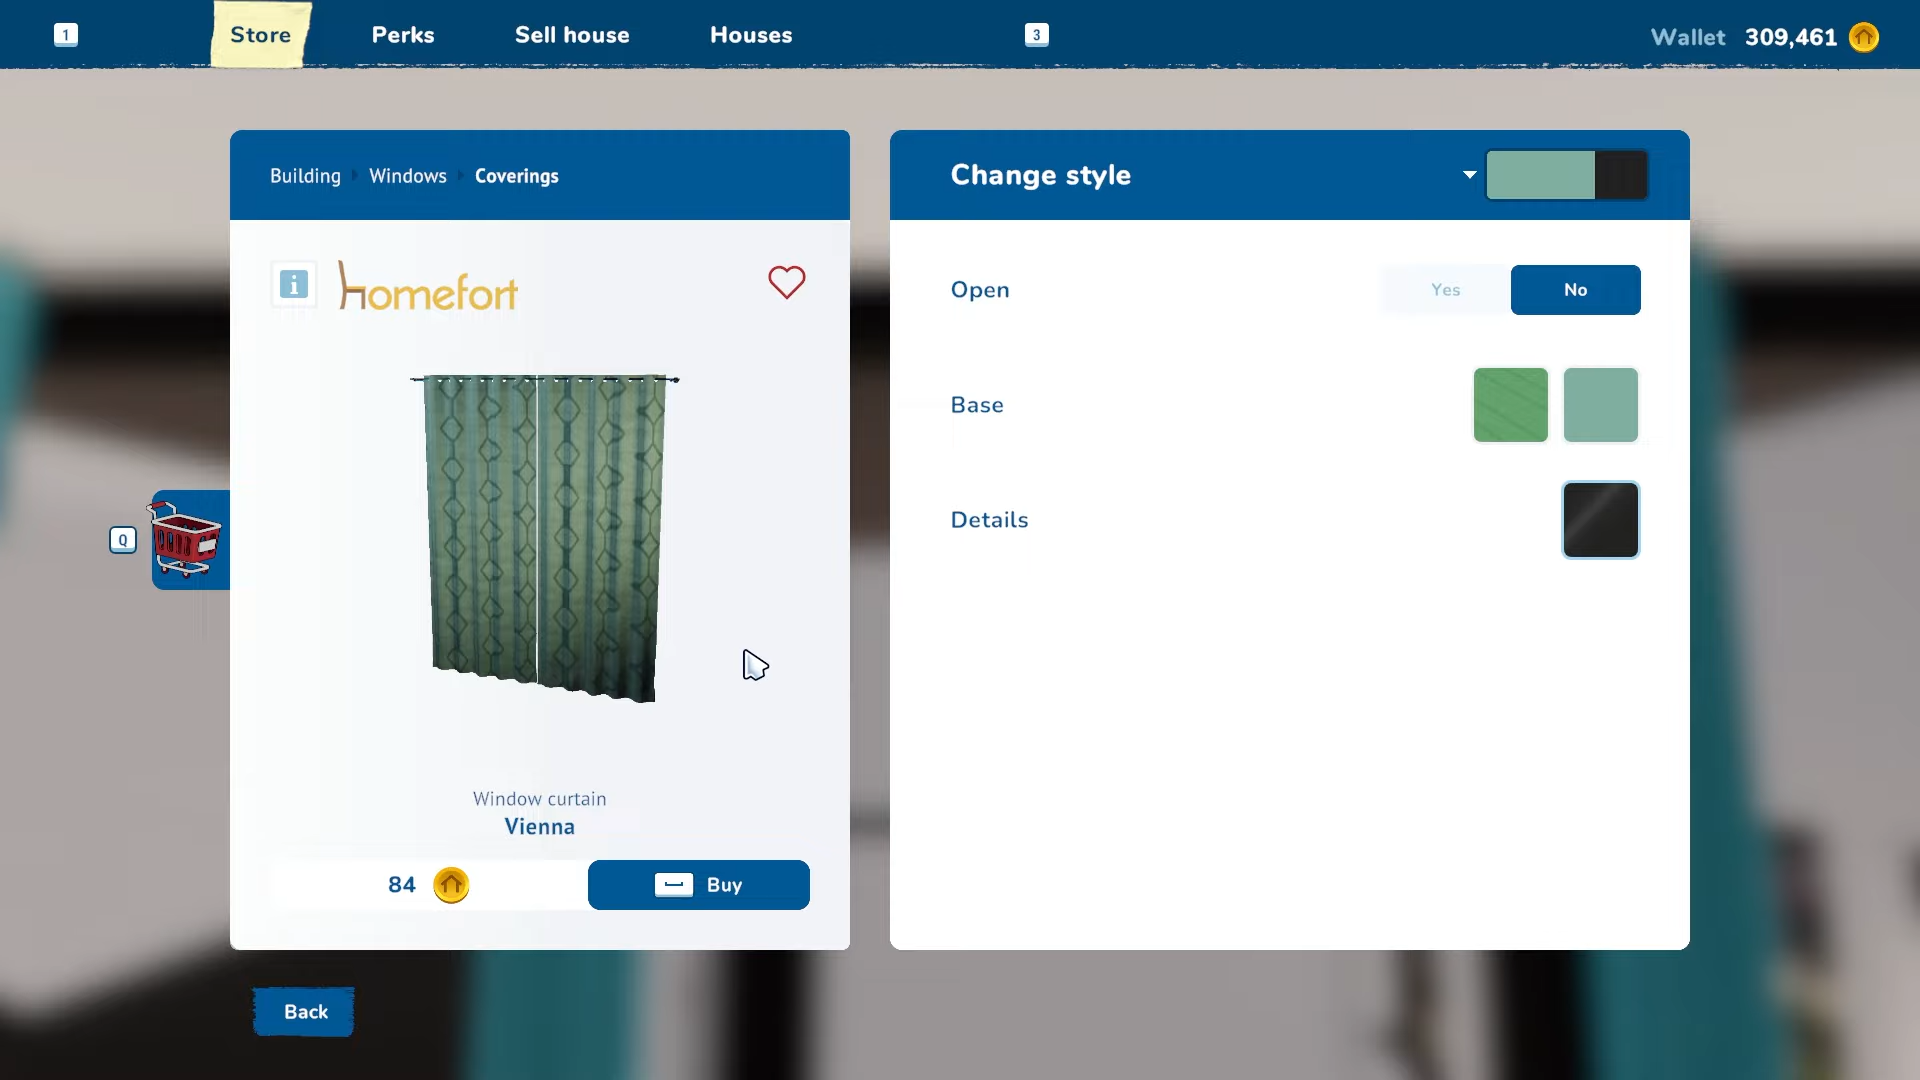 1
Store
Perks
Sell house
Houses
3
Wallet 309,461
Building Windows Coverings
Change style
i
homefort
Open
Yes
No
Base
Details
Q
Window curtain
Vienna
84
Buy
Back